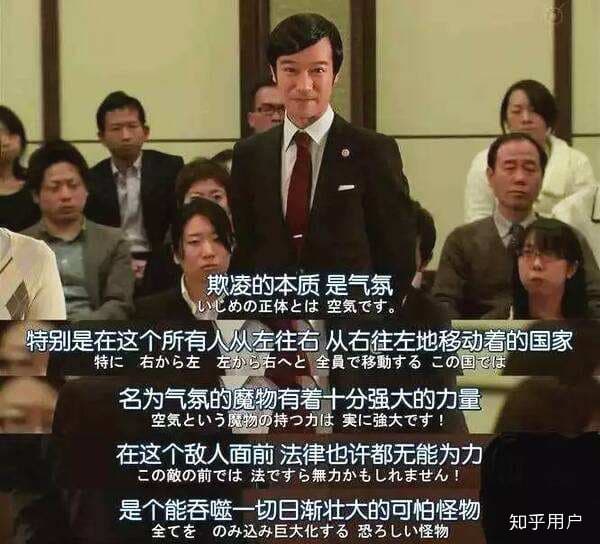 欺凌的本质 是气氛
いじめの正体とは 空気です。
特别是在这个所有人从左往右 从右往左地移动着的国家
特に 右から左 左から右へと 全員で移動する この国では
名为气氛的魔物有着十分强大的力量
空気という魔物の持つ力は 実に強大です！
在这个敌人面前 法律也许都无能为力
この敵の前では 法ですら無力かもしれません！
是个能吞噬一切日渐壮大的可怕怪物
全てを のみ込み巨大化する 恐ろしい怪物
知乎用户